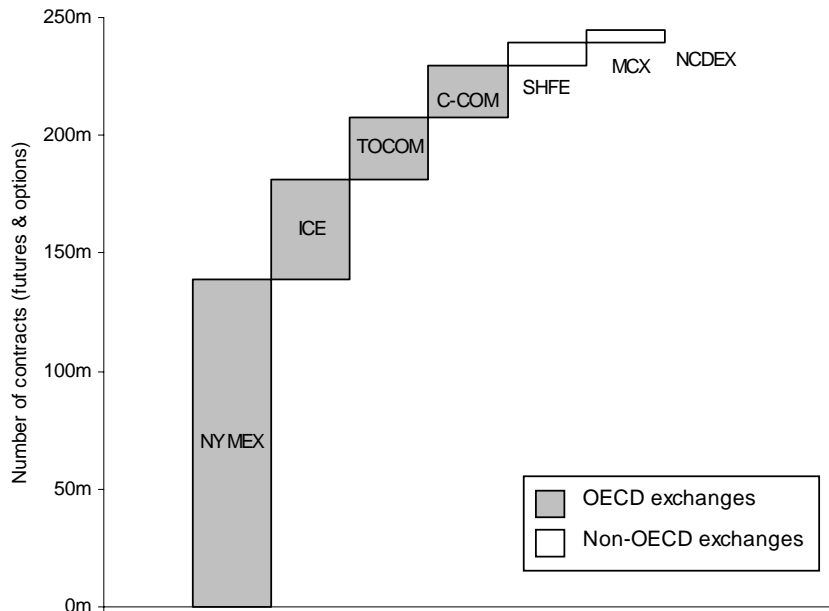 250m
200m
150m
100m
50m
0m
Number of contracts (futures & options)
NYMEX
ICE
TOCOM
C-COM
SHFE
MCX
NCDEX
OECD exchanges
Non-OECD exchanges